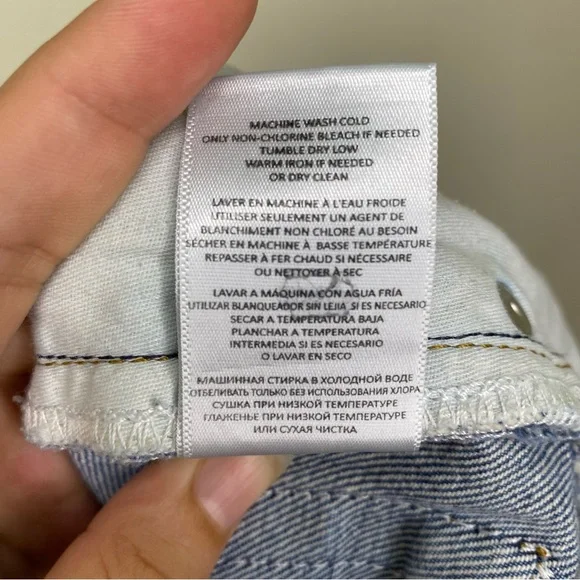 MACHINE WASH COLD
ONLY NON-CHLORINE BLEACH IF NEEDED
TUMBLE DRY LOW
WARM IRON IF NEEDED
OR DRY CLEAN
LAVER EN MACHINE À L'EAU FROIDE
UTILISER SEULEMENT UN AGENT DE
BLANCHIMENT NON CHLORÉ AU BESOIN
SÉCHER EN MACHINE À BASSE TEMPÉRATURE
REPASSER À FER CHAUD SI NÉCESSAIRE
OU NETTOYER À SEC
LAVAR A MÁQUINA CON AGUA FRÍA
UTILIZAR BLANQUEADOR SIN LEJIA SI ES NECESARIO
SECAR A TEMPERATURA BAJA
PLANCHAR A TEMPERATURA
INTERMEDIA SI ES NECESARIO
O LAVAR EN SECO
МАШИННАЯ СТИРКА В ХОЛОДНОЙ ВОДЕ
ОТБЕЛИВАТЬ ТОЛЬКО БЕЗ ИСПОЛЬЗОВАНИЯ ХЛОРА
СУШКА ПРИ НИЗКОЙ ТЕМПЕРАТУРЕ
ГЛАЖЕНЬЕ ПРИ НИЗКОЙ ТЕМПЕРАТУРЕ
ИЛИ СУХАЯ ЧИСТКА